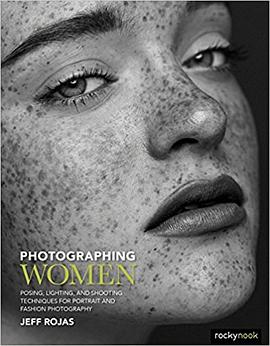 PHOTOGRAPHING
WOMEN
POSING, LIGHTING, AND SHOOTING
TECHNIQUES FOR PORTRAIT AND
FASHION PHOTOGRAPHY
JEFF ROJAS
rockynook